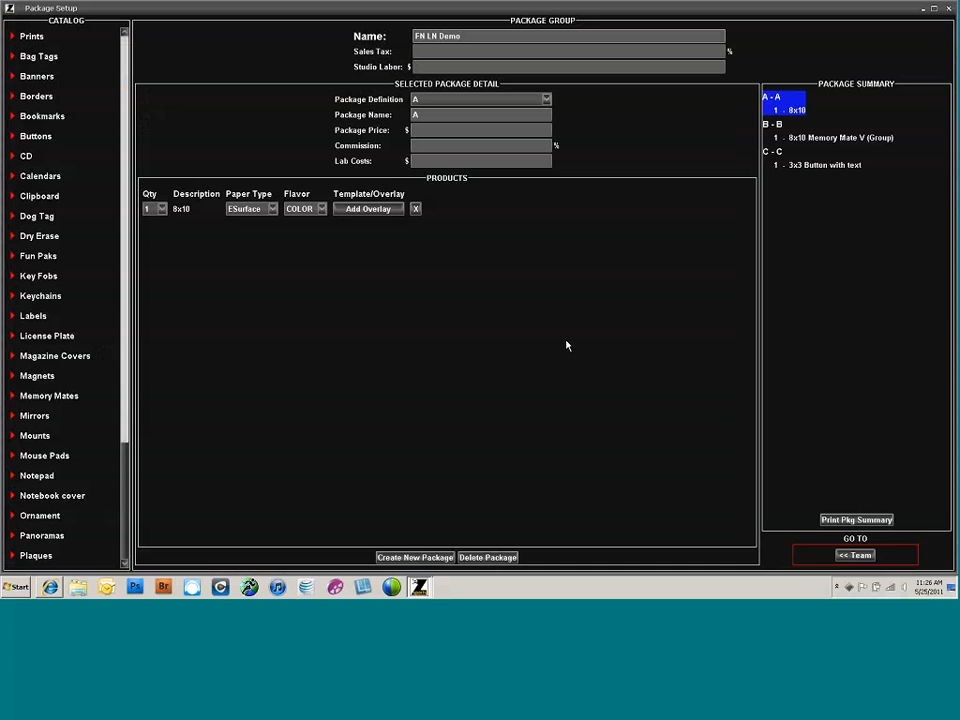 Package Setup
CATALOG
Prints
Bag Tags
Banners
Borders
Bookmarks
Buttons
CD
Calendars
Clipboard
Dog Tag
Dry Erase
Fun Paks
Key Fobs
Keychains
Labels
License Plate
Magazine Covers
Magnets
Memory Mates
Mirrors
Mounts
Mouse Pads
Notepad
Notebook cover
Ornament
Panoramas
Plaques
PACKAGE GROUP
Name: FN LN Demo
Sales Tax: %
Studio Labor: $
SELECTED PACKAGE DETAIL
Package Definition A
Package Name: A
Package Price: $
Commission: %
Lab Costs: $
PRODUCTS
Qty Description Paper Type Flavor Template/Overlay
1 8x10 ESurface COLOR Add Overlay X
Create New Package Delete Package
PACKAGE SUMMARY
A - A
1 - 8x10
B - B
1 - 8x10 Memory Mate V (Group)
C - C
1 - 3x3 Button with text
Print Pkg Summary
GO TO
<< Team
Start
Ps
Br
Z
11:26 AM
5/25/2011